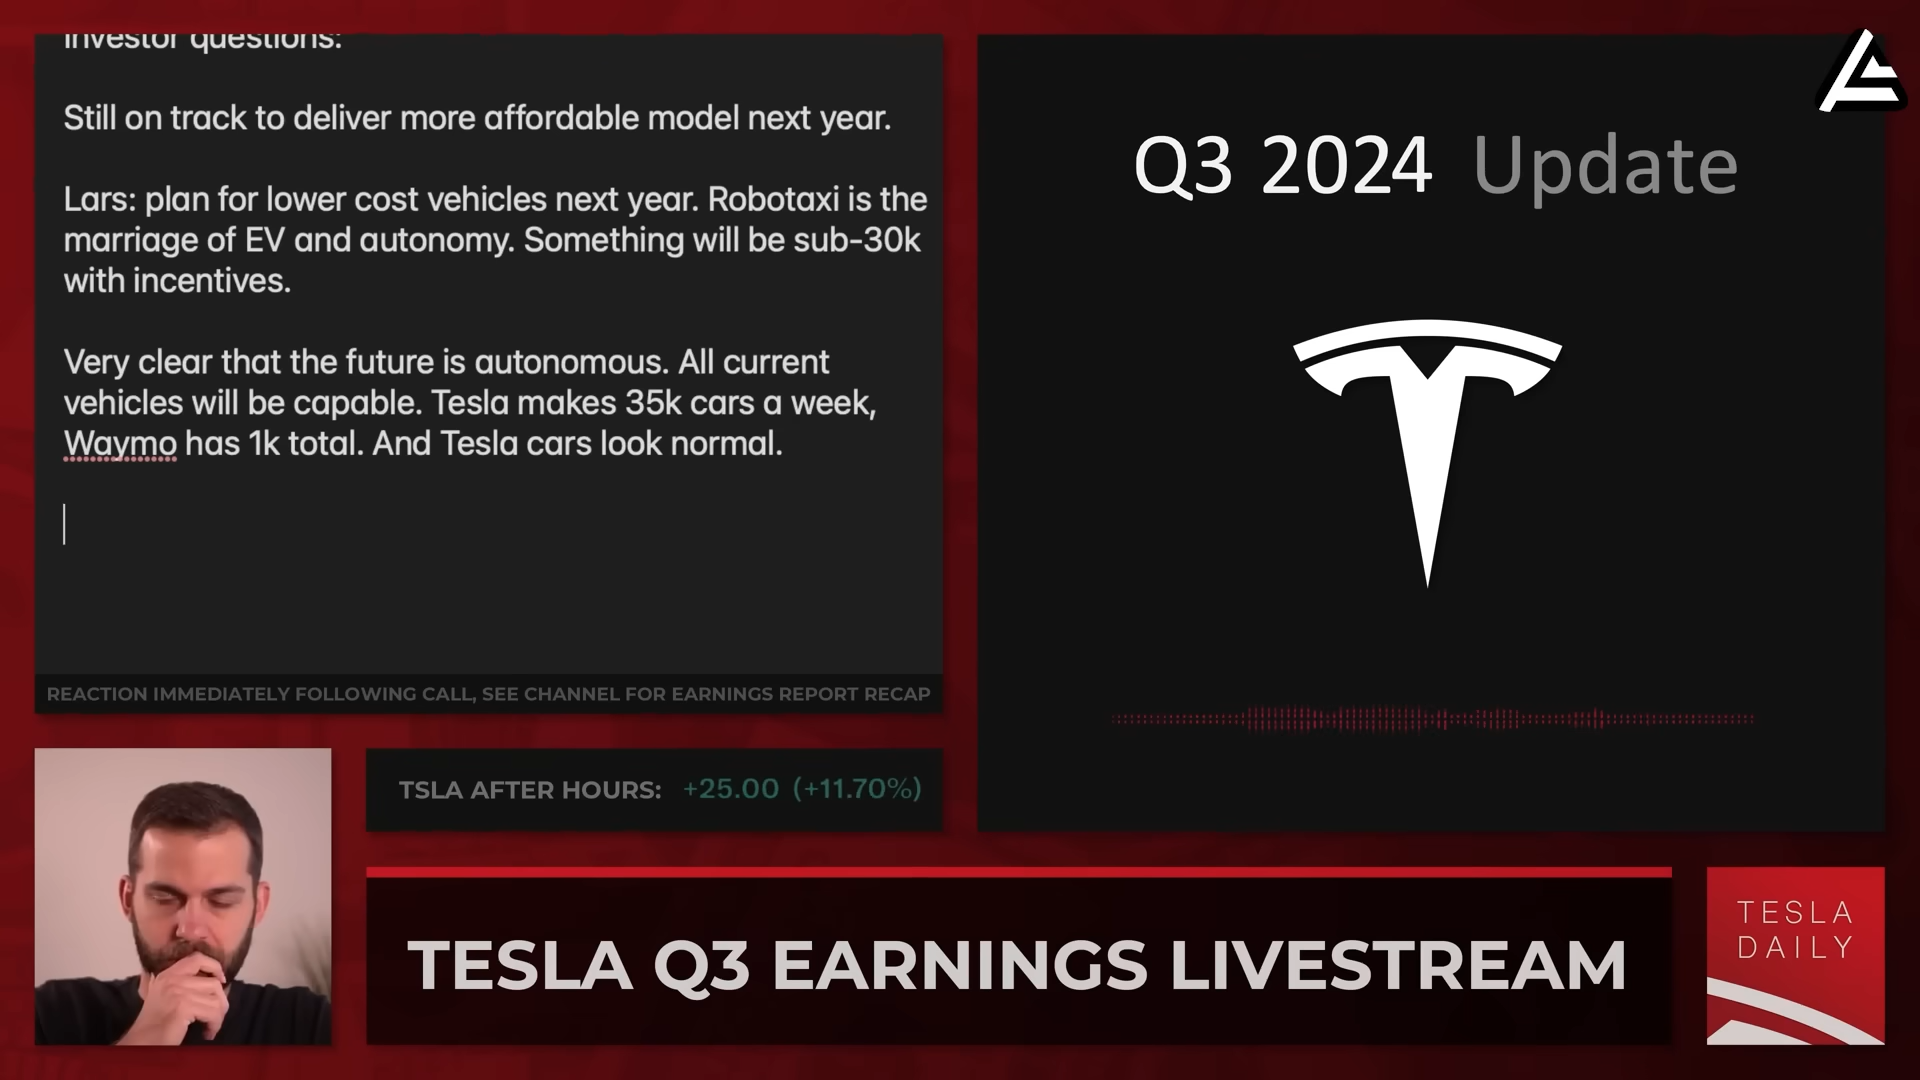 Investor questions:
Still on track to deliver more affordable model next year.
Lars: plan for lower cost vehicles next year. Robotaxi is the
marriage of EV and autonomy. Something will be sub-30k
with incentives.
Very clear that the future is autonomous. All current
vehicles will be capable. Tesla makes 35k cars a week,
Waymo has 1k total. And Tesla cars look normal.
REACTION IMMEDIATELY FOLLOWING CALL, SEE CHANNEL FOR EARNINGS REPORT RECAP
Q3 2024 Update
TSLA AFTER HOURS: +25.00 (+11.70%)
TESLA Q3 EARNINGS LIVESTREAM
TESLA
DAILY